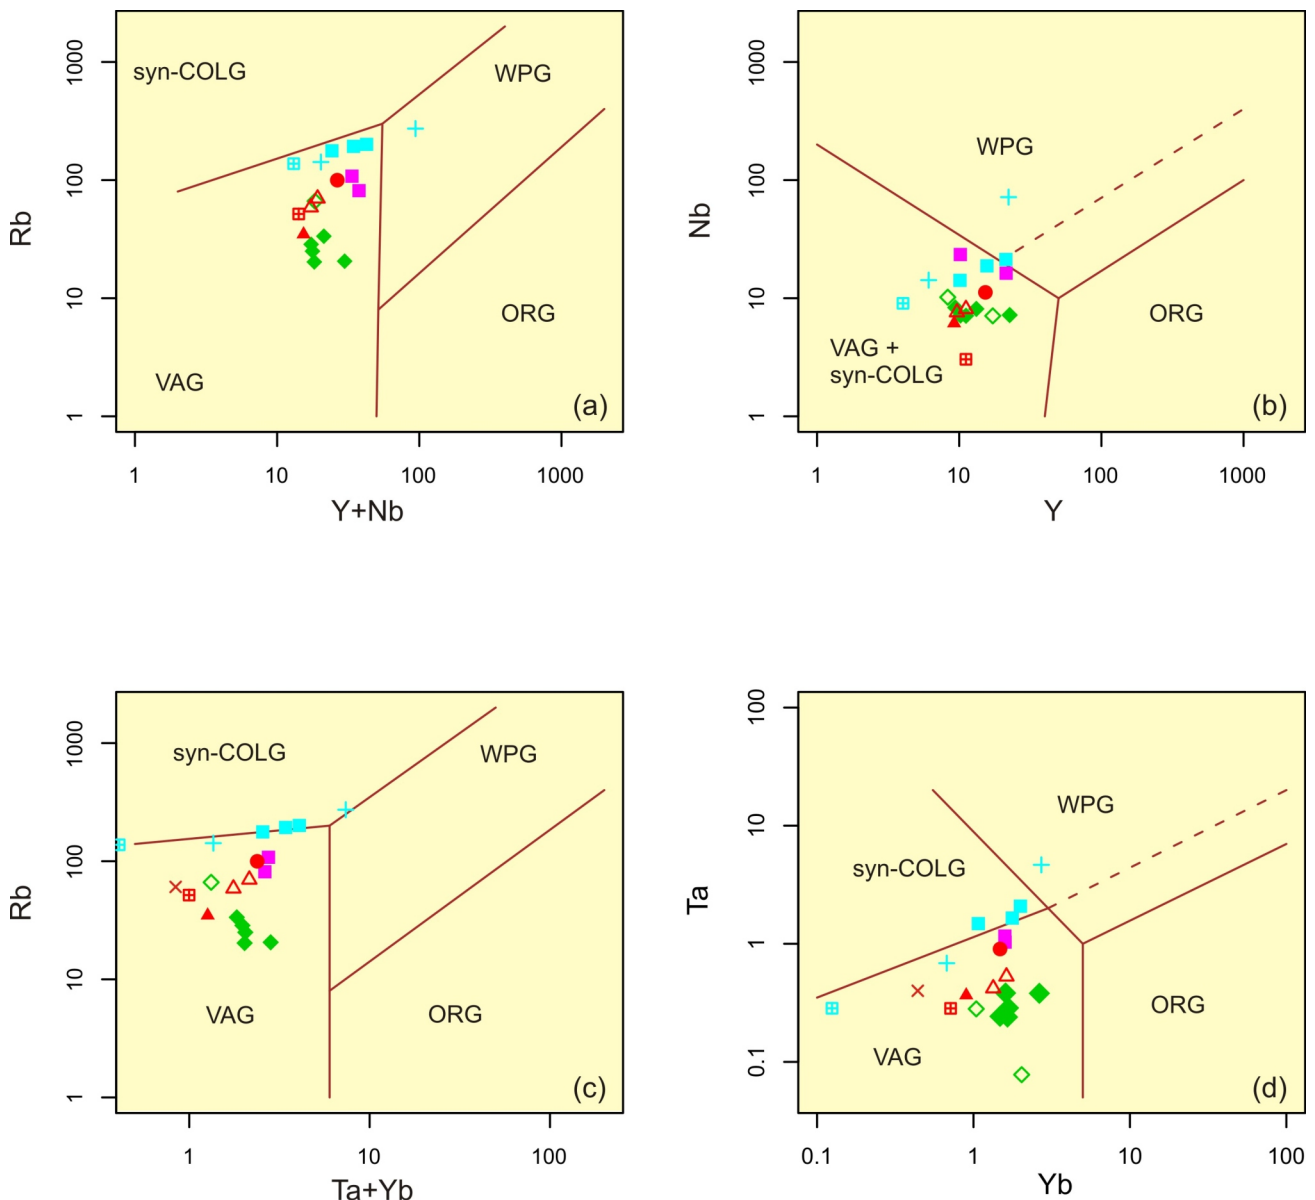 syn-COLG
WPG
ORG
VAG
(a)
Rb
1000
100
10
1
1
10
100
1000
Y+Nb
WPG
VAG +
syn-COLG
ORG
(b)
Nb
1000
100
10
1
1
10
100
1000
Y
syn-COLG
WPG
VAG
ORG
(c)
Rb
1000
100
10
1
1
10
100
Ta+Yb
WPG
syn-COLG
ORG
VAG
(d)
Ta
100
10
1
0.1
0.1
1
10
100
Yb